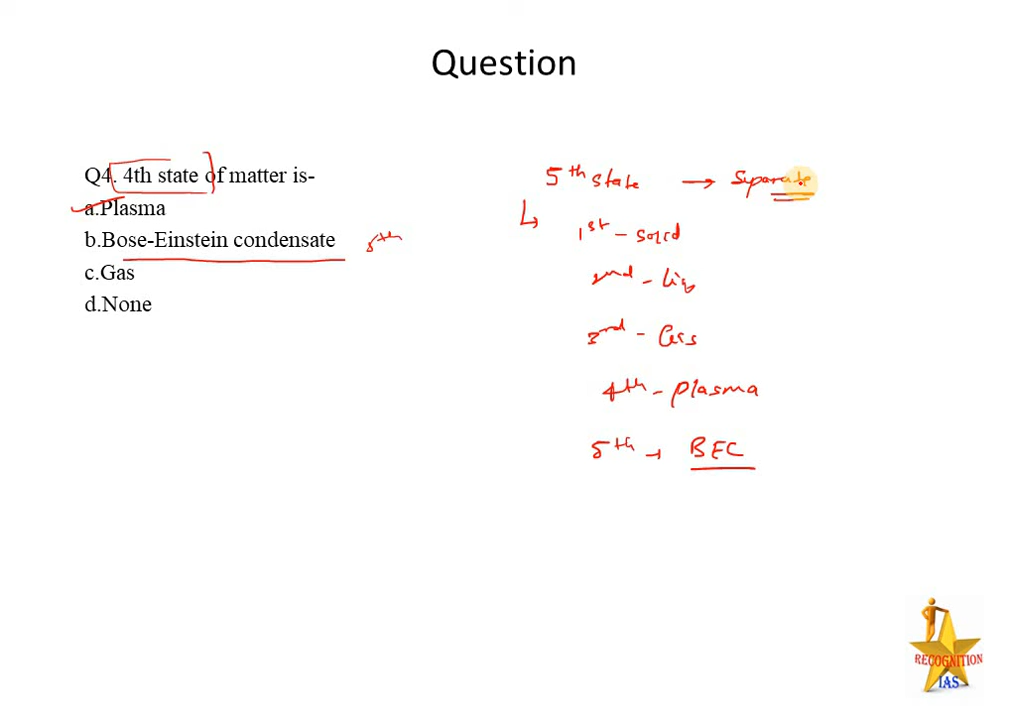 Question
Q4. 4th state of matter is-
a.Plasma
b.Bose-Einstein condensate 5th
c.Gas
d.None
5th state → Separate
1st - solid
2nd - liq
3rd - Gas
4th - plasma
5th → BEC
RECOGNITION
IAS